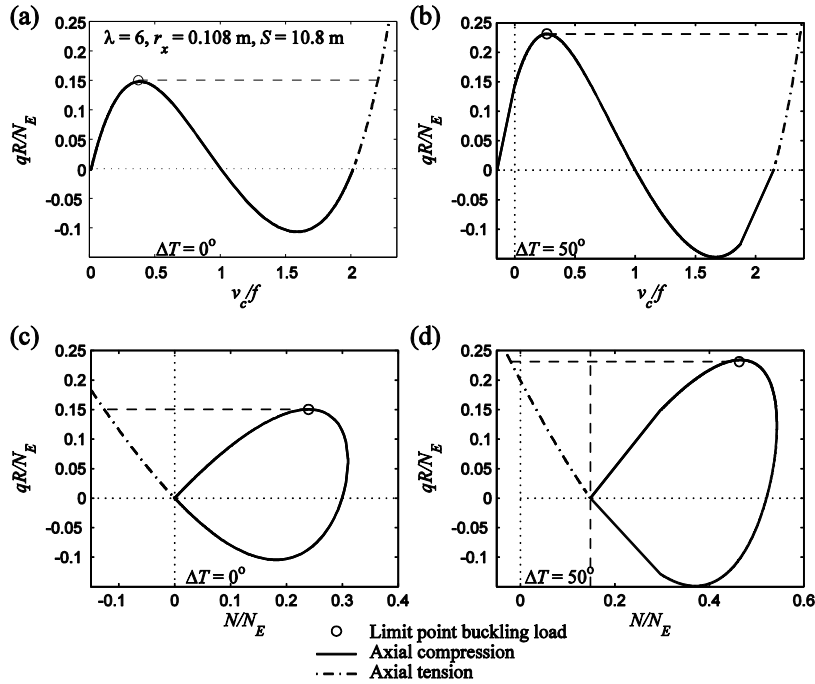 (a)
0.25
0.2
0.15
0.1
0.05
0
-0.05
-0.1
qR/N_E
λ = 6, r_x = 0.108 m, S = 10.8 m
ΔT = 0°
0 0.5 1 1.5 2
v_c/f
(b)
0.25
0.2
0.15
0.1
0.05
0
-0.05
-0.1
qR/N_E
ΔT = 50°
0 0.5 1 1.5 2
v_c/f
(c)
0.25
0.2
0.15
0.1
0.05
0
-0.05
-0.1
qR/N_E
ΔT = 0°
-0.1 0 0.1 0.2 0.3 0.4
N/N_E
(d)
0.25
0.2
0.15
0.1
0.05
0
-0.05
-0.1
qR/N_E
ΔT = 50°
0 0.2 0.4 0.6
N/N_E
Limit point buckling load
Axial compression
Axial tension